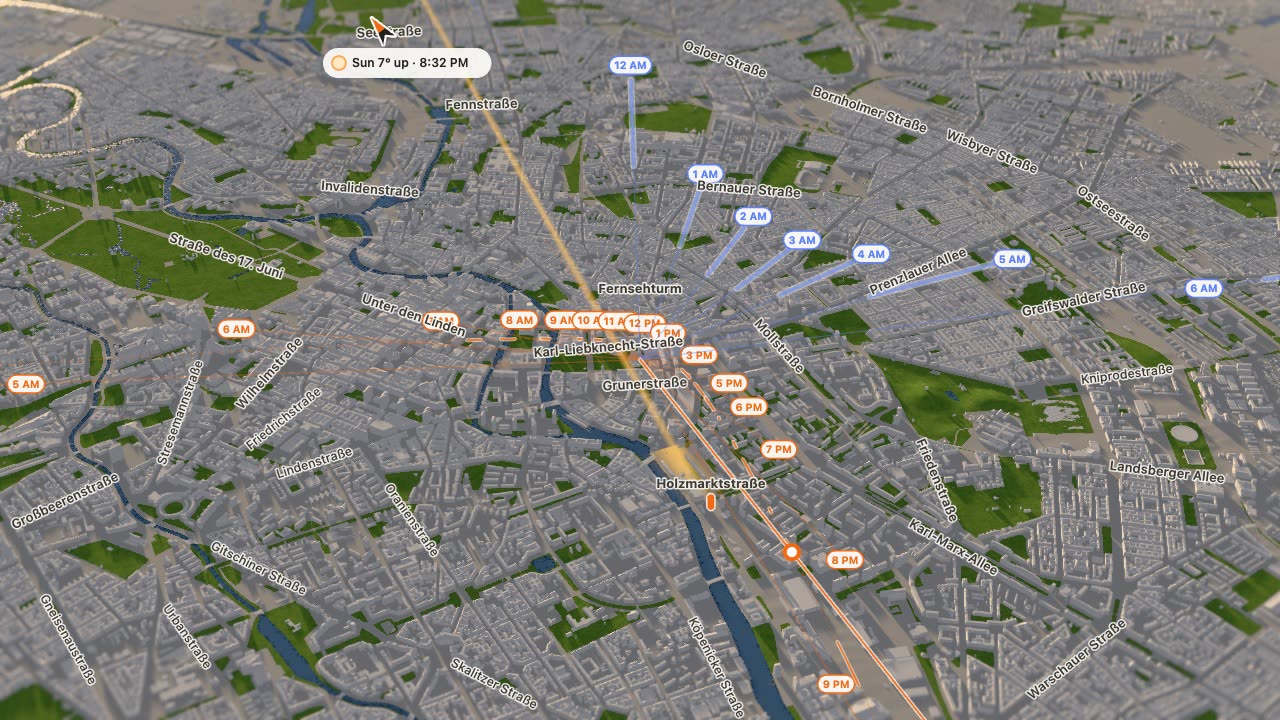 Seestraße
Sun 7° up · 8:32 PM
12 AM
Osloer Straße
Fennstraße
Bornholmer Straße
Wisbyer Straße
Invalidenstraße
1 AM
Bernauer Straße
2 AM
Ostseestraße
3 AM
4 AM
5 AM
Straße des 17. Juni
Prenzlauer Allee
6 AM
Greifswalder Straße
Fernsehturm
Unter den Linden
6 AM
8 AM
9 AM
10 A
11 A
12 PM
1 PM
Karl-Liebknecht-Straße
Mollstraße
3 PM
5 AM
Wilhelmstraße
Stresemannstraße
Grunerstraße
5 PM
Kniprodestraße
6 PM
Friedrichstraße
7 PM
Lindenstraße
Landsberger Allee
Friedenstraße
Holzmarktstraße
Großbeerenstraße
Oranienstraße
Karl-Marx-Allee
8 PM
Gitschiner Straße
Gneisenaustraße
Urbanstraße
Skalitzer Straße
Köpenicker Straße
Warschauer Straße
9 PM